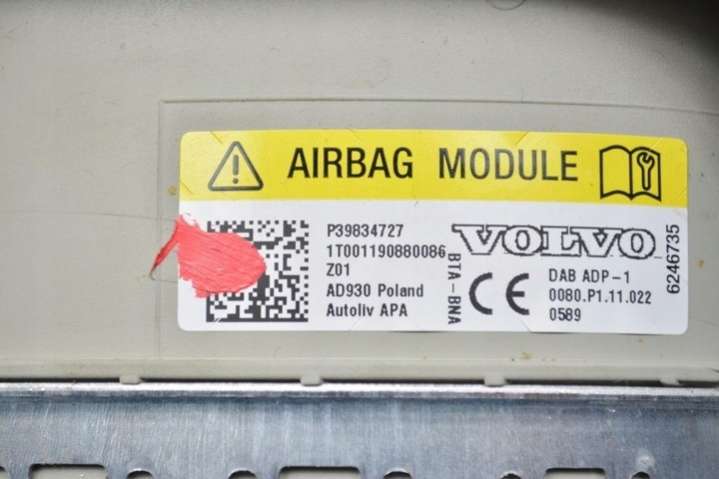 AIRBAG MODULE
P39834727
1T001190880086
Z01
AD930 Poland
Autoliv APA
BTA-BNA
VOLVO
CE
DAB ADP-1
0080.P1.11.022
0589
6246735